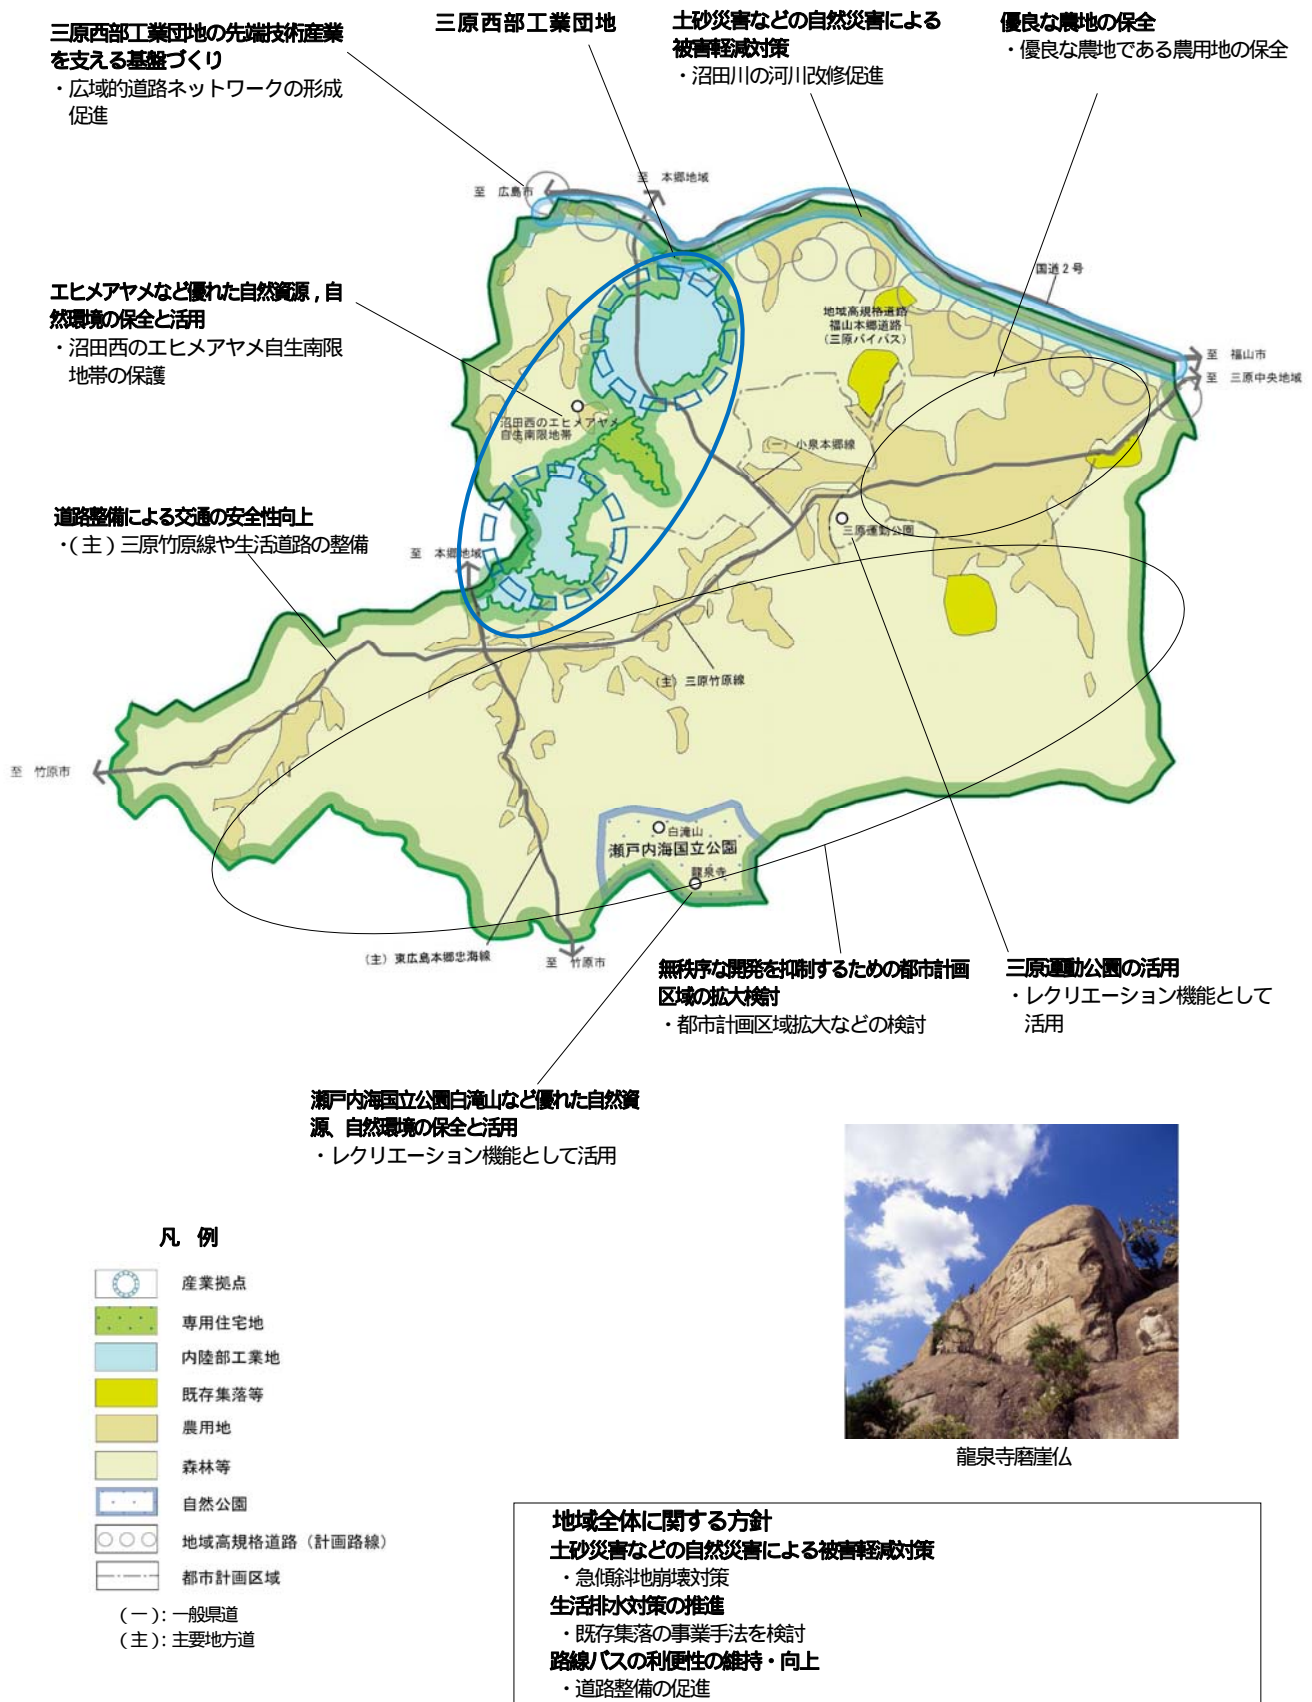 三原西部工業団地の先端技術産業
を支える基盤づくり
・広域的道路ネットワークの形成
促進
三原西部工業団地
土砂災害などの自然災害による
被害軽減対策
・沼田川の河川改修促進
優良な農地の保全
・優良な農地である農用地の保全
至 広島市
至 本郷地域
国道2号
エヒメアヤメなど優れた自然資源，自
然環境の保全と活用
・沼田西のエヒメアヤメ自生南限
地帯の保護
地域高規格道路
福山本郷道路
(三原バイパス)
至 福山市
至 三原中央地域
沼田西のエヒメアヤメ
自生南限地帯
(一)小泉本郷線
道路整備による交通の安全性向上
・(主)三原竹原線や生活道路の整備
三原運動公園
至 本郷地域
(主)三原竹原線
至 竹原市
白滝山
瀬戸内海国立公園
龍泉寺
(主)東広島本郷忠海線
至 竹原市
無秩序な開発を抑制するための都市計画
区域の拡大検討
・都市計画区域拡大などの検討
三原運動公園の活用
・レクリエーション機能として
活用
瀬戸内海国立公園白滝山など優れた自然資
源、自然環境の保全と活用
・レクリエーション機能として活用
凡 例
産業拠点
専用住宅地
内陸部工業地
既存集落等
農用地
森林等
自然公園
地域高規格道路（計画路線）
都市計画区域
(一)：一般県道
(主)：主要地方道
龍泉寺磨崖仏
地域全体に関する方針
土砂災害などの自然災害による被害軽減対策
・急傾斜地崩壊対策
生活排水対策の推進
・既存集落の事業手法を検討
路線バスの利便性の維持・向上
・道路整備の促進